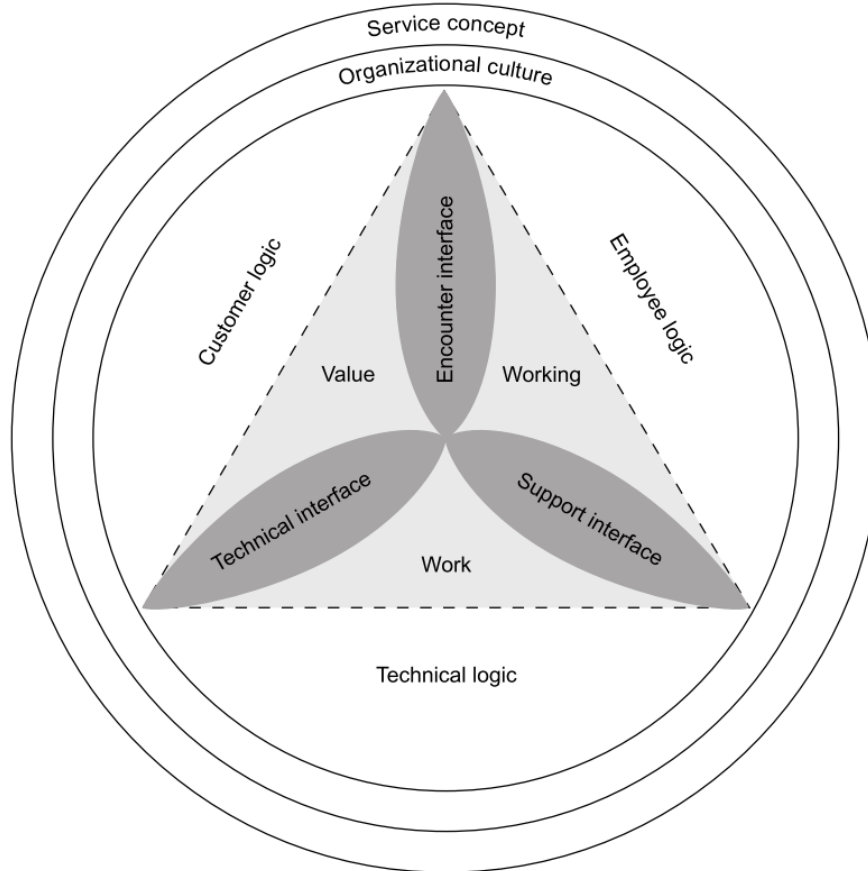 Service concept
Organizational culture
Customer logic
Encounter interface
Employee logic
Value
Working
Technical interface
Support interface
Work
Technical logic